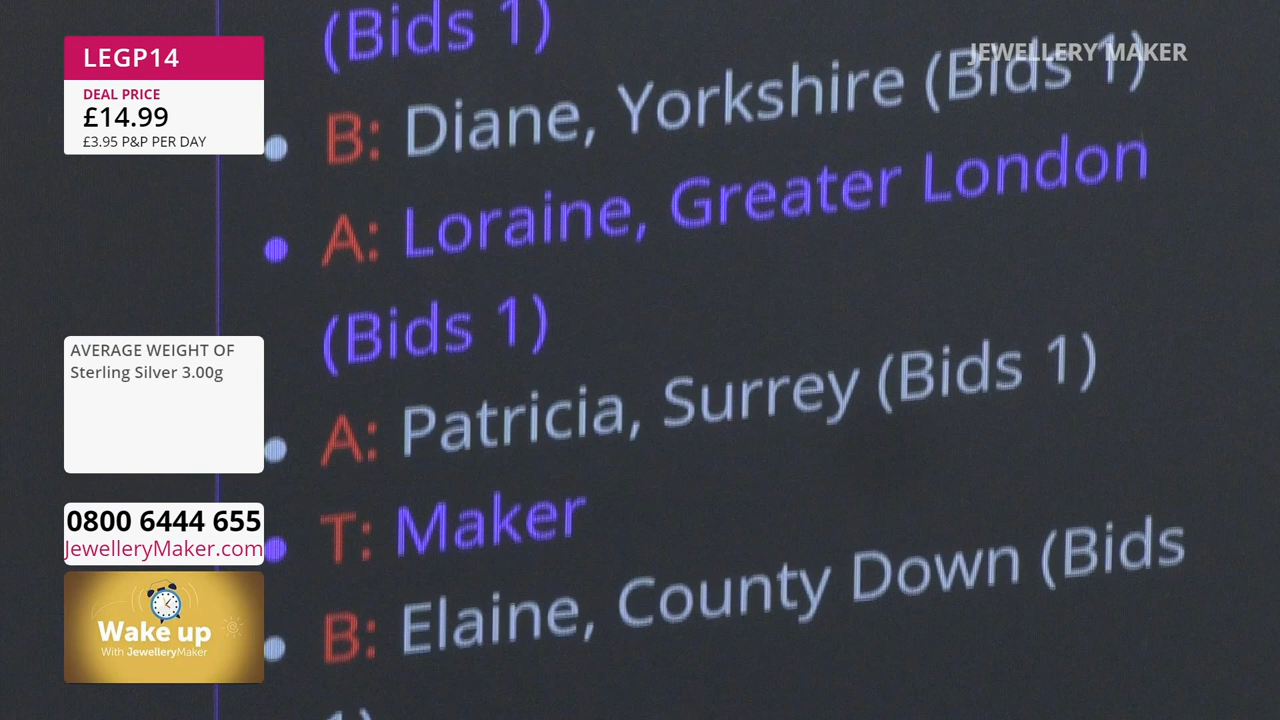 LEGP14
DEAL PRICE
£14.99
£3.95 P&P PER DAY
AVERAGE WEIGHT OF
Sterling Silver 3.00g
0800 6444 655
JewelleryMaker.com
Wake up
With JewelleryMaker
JEWELLERY MAKER
(Bids 1)
B: Diane, Yorkshire (Bids 1)
A: Loraine, Greater London
(Bids 1)
A: Patricia, Surrey (Bids 1)
T: Maker
B: Elaine, County Down (Bids
1)